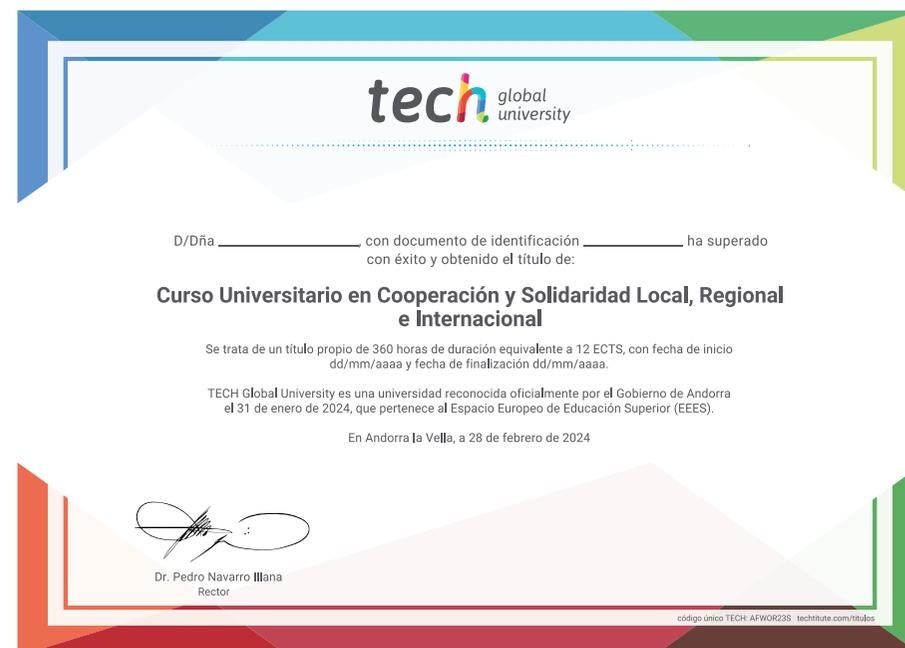 tech global
university
D/Dña ____________________, con documento de identificación ______________ ha superado
con éxito y obtenido el título de:
Curso Universitario en Cooperación y Solidaridad Local, Regional
e Internacional
Se trata de un título propio de 360 horas de duración equivalente a 12 ECTS, con fecha de inicio
dd/mm/aaaa y fecha de finalización dd/mm/aaaa.
TECH Global University es una universidad reconocida oficialmente por el Gobierno de Andorra
el 31 de enero de 2024, que pertenece al Espacio Europeo de Educación Superior (EEES).
En Andorra la Vella, a 28 de febrero de 2024
Dr. Pedro Navarro Illana
Rector
código único TECH: AFWOR23S techtitute.com/titulos